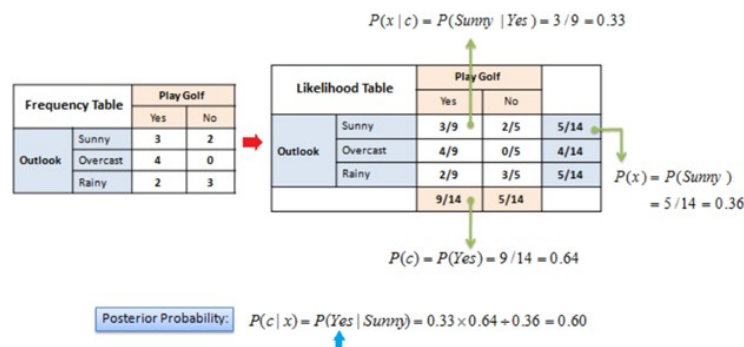 P(x | c) = P(Sunny | Yes) = 3/9 = 0.33
Frequency Table
Play Golf
Yes No
Outlook
Sunny 3 2
Overcast 4 0
Rainy 2 3
Likelihood Table
Play Golf
Yes No
Outlook
Sunny 3/9 2/5 5/14
Overcast 4/9 0/5 4/14
Rainy 2/9 3/5 5/14
9/14 5/14
P(x) = P(Sunny )
= 5/14 = 0.36
P(c) = P(Yes) = 9/14 = 0.64
Posterior Probability: P(c | x) = P(Yes | Sunny) = 0.33 × 0.64 ÷ 0.36 = 0.60